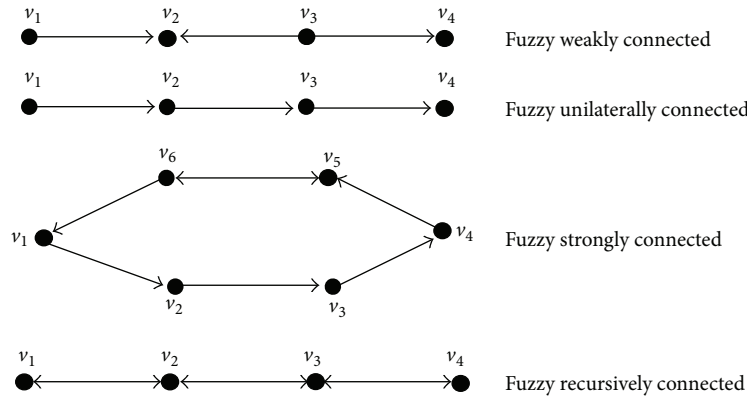 v₁ v₂ v₃ v₄
Fuzzy weakly connected
v₁ v₂ v₃ v₄
Fuzzy unilaterally connected
v₆ v₅
v₁ v₄ Fuzzy strongly connected
v₂ v₃
v₁ v₂ v₃ v₄
Fuzzy recursively connected